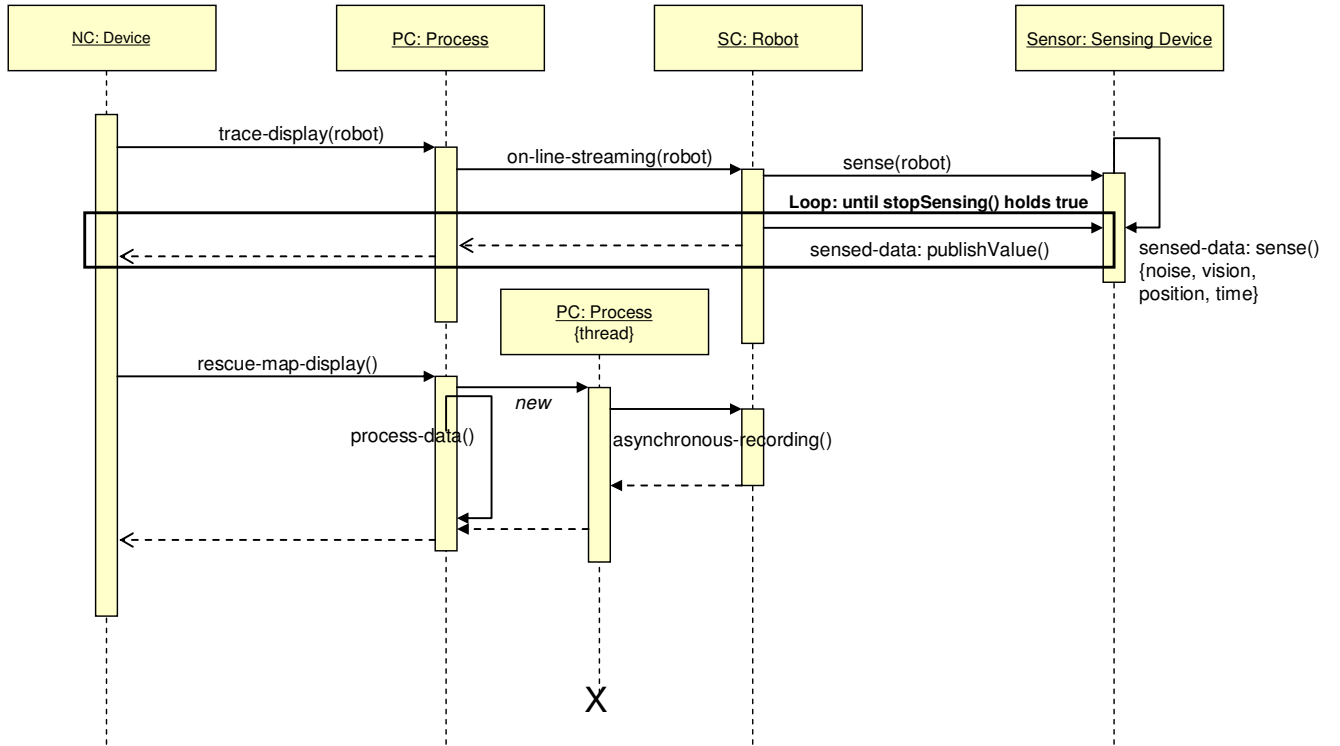 NC: Device
PC: Process
SC: Robot
Sensor: Sensing Device
trace-display(robot)
on-line-streaming(robot)
sense(robot)
Loop: until stopSensing() holds true
sensed-data: publishValue()
sensed-data: sense()
{noise, vision,
position, time}
PC: Process
{thread}
rescue-map-display()
new
process-data()
asynchronous-recording()
X